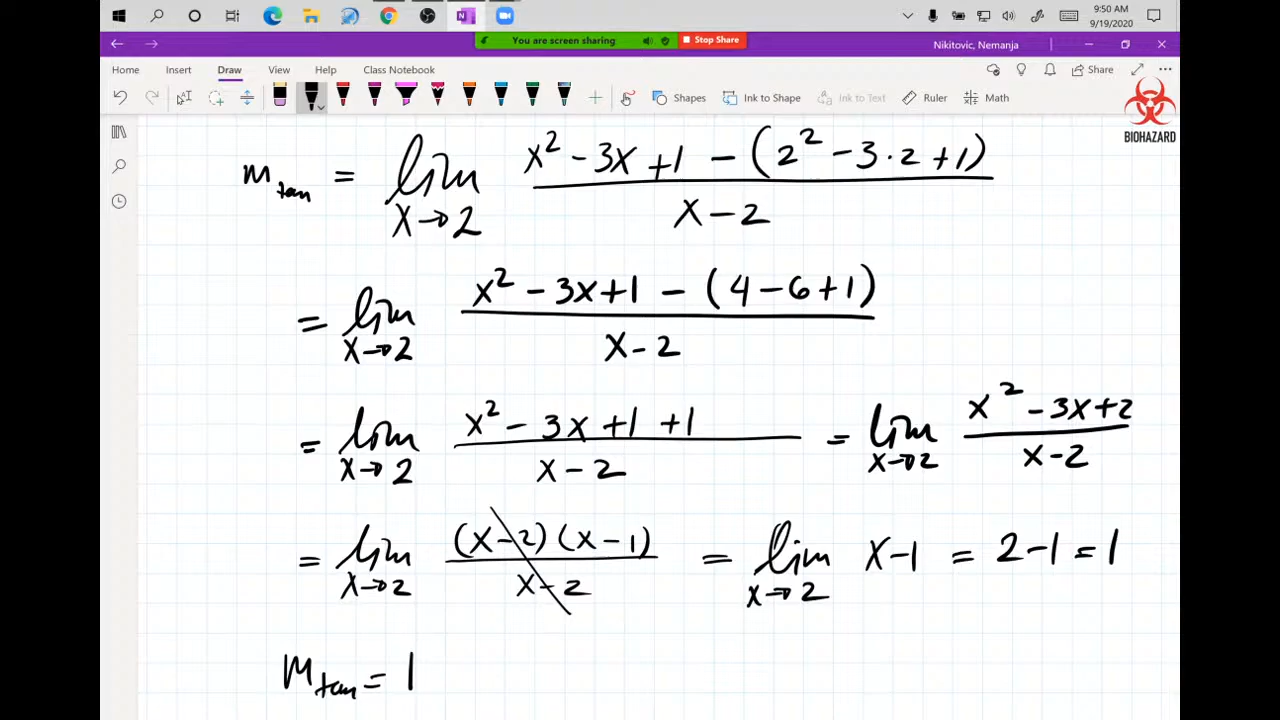 9:50 AM
9/19/2020
You are screen sharing Stop Share
Nikitovic, Nemanja
Home Insert Draw View Help Class Notebook Share
Shapes Ink to Shape Ink to Text Ruler Math
BIOHAZARD
m_tan = lim_{x→2} (x² - 3x + 1 - (2² - 3·2 + 1)) / (x - 2)
= lim_{x→2} (x² - 3x + 1 - (4 - 6 + 1)) / (x - 2)
= lim_{x→2} (x² - 3x + 1 + 1) / (x - 2) = lim_{x→2} (x² - 3x + 2) / (x - 2)
= lim_{x→2} (x - 2)(x - 1) / (x - 2) = lim_{x→2} x - 1 = 2 - 1 = 1
m_tan = 1